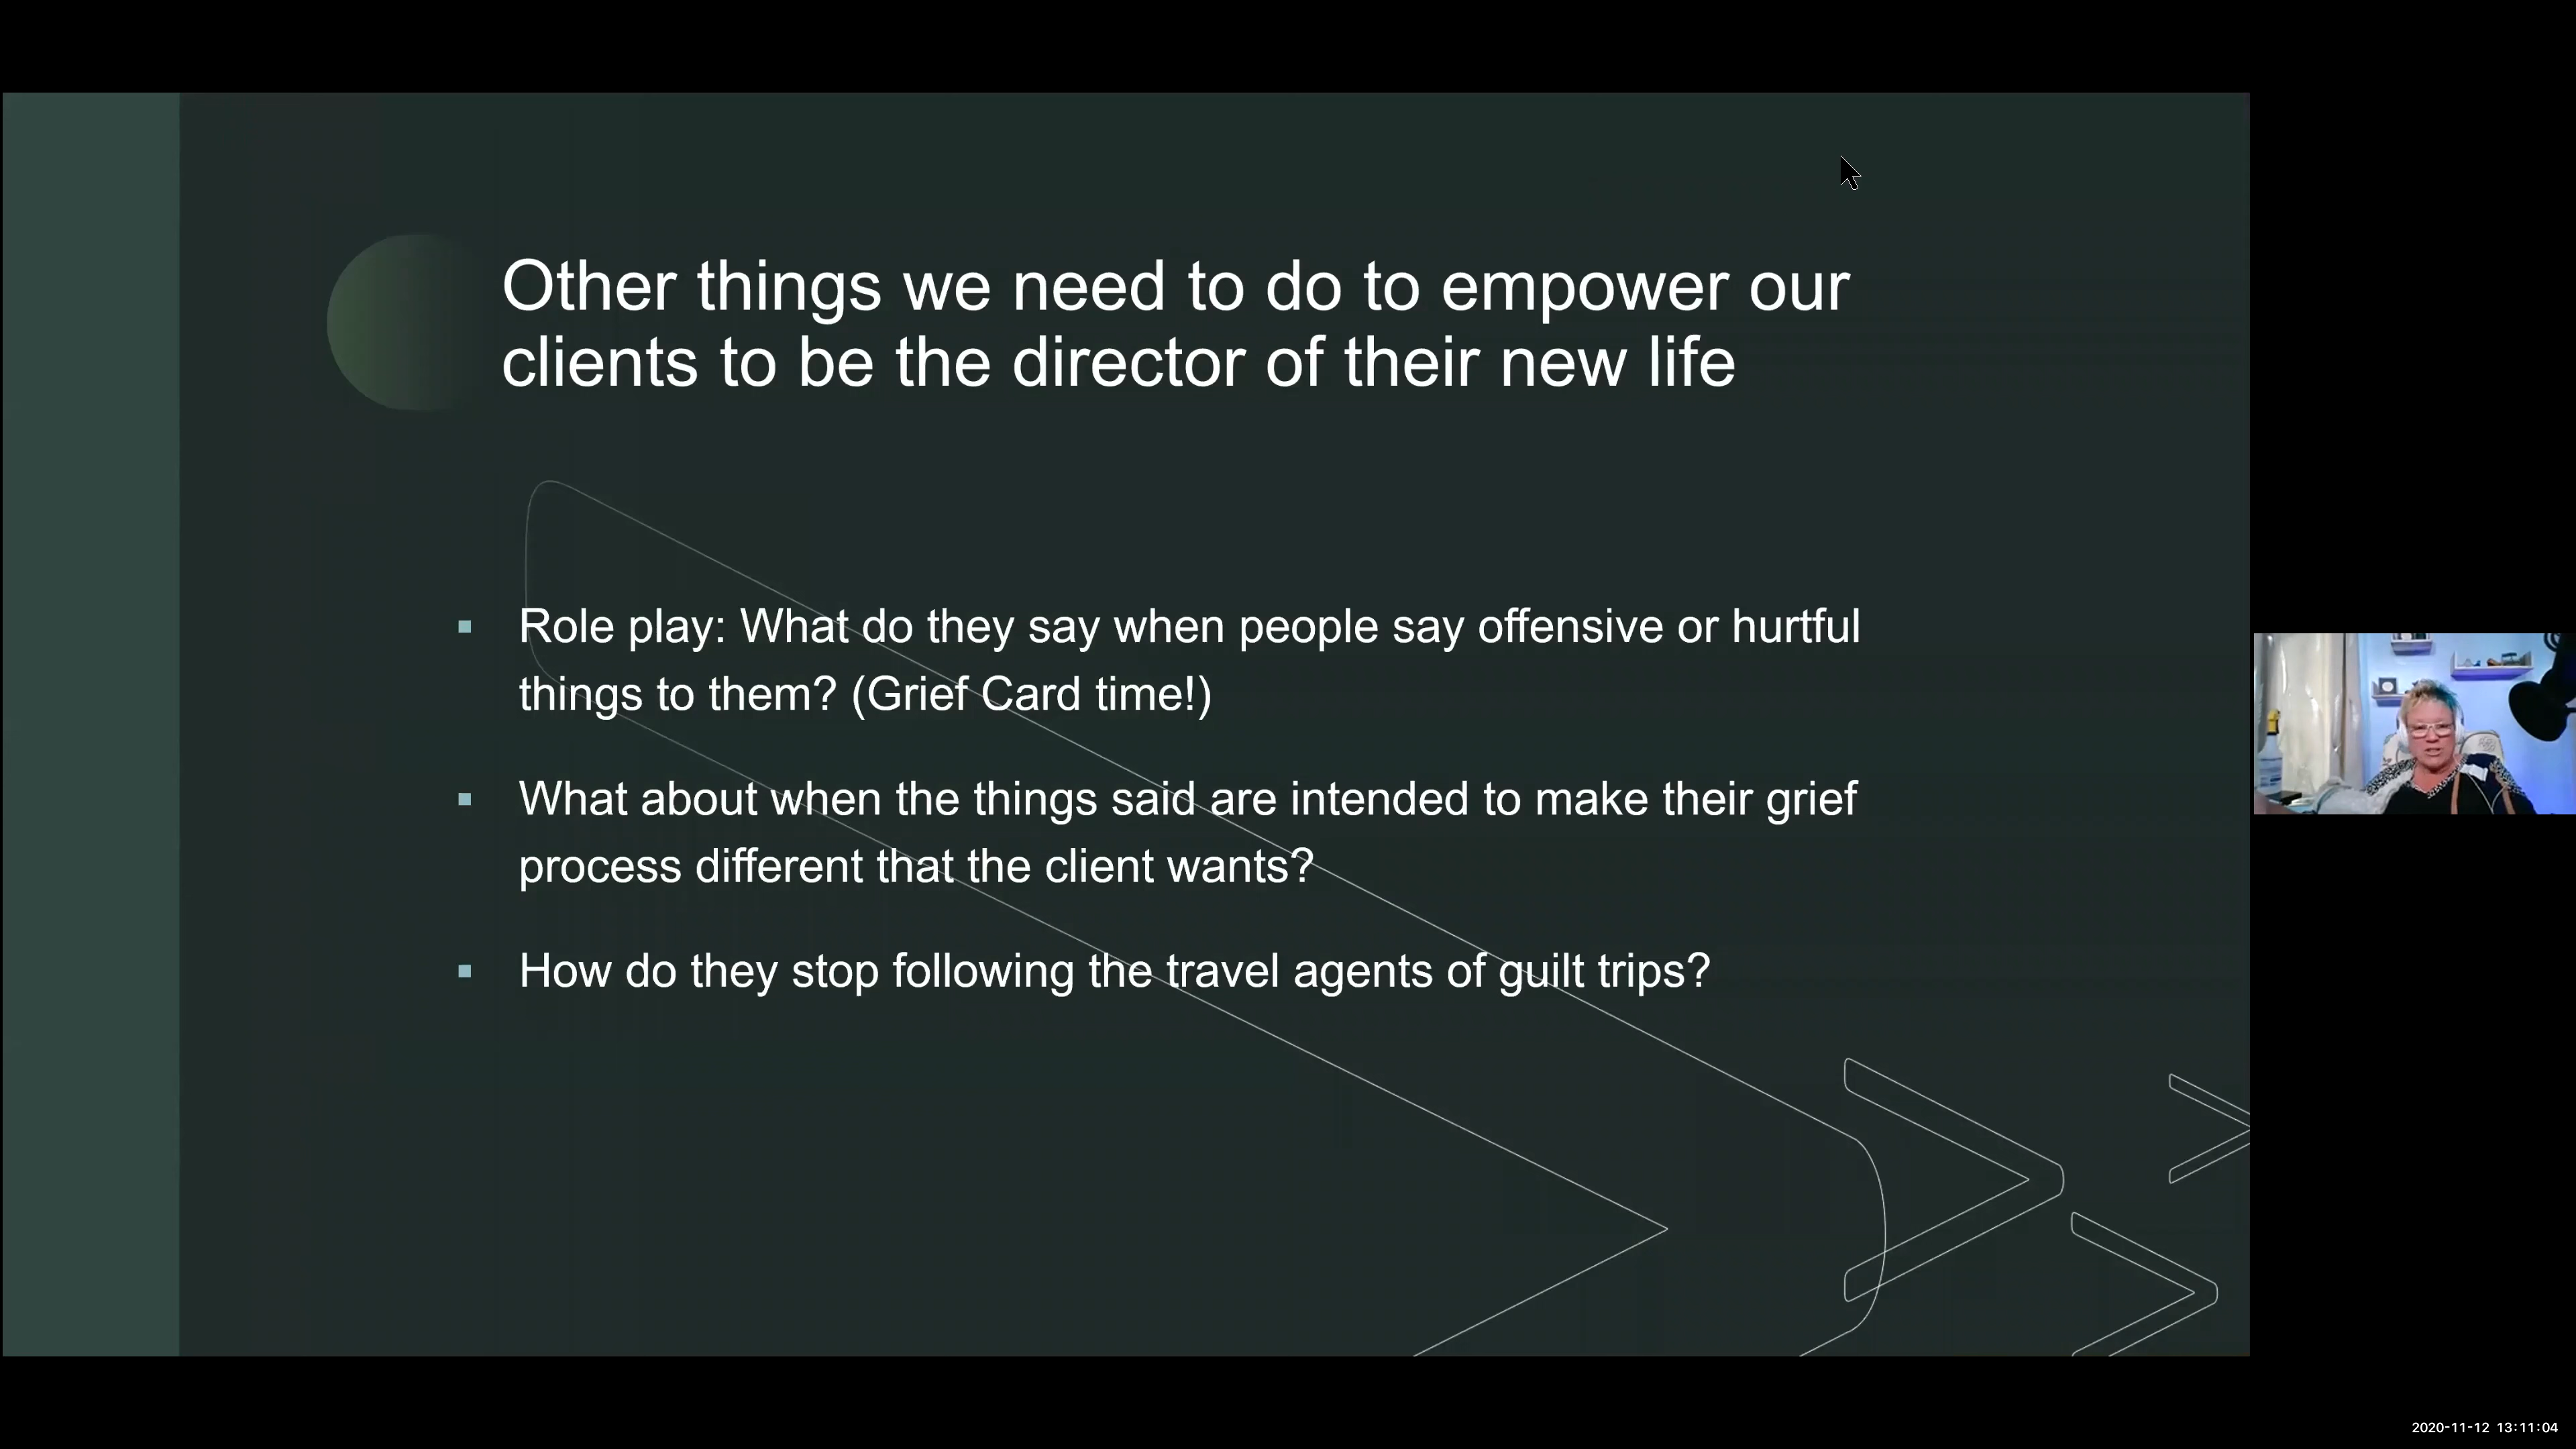 Other things we need to do to empower our
clients to be the director of their new life
Role play: What do they say when people say offensive or hurtful
things to them? (Grief Card time!)
What about when the things said are intended to make their grief
process different that the client wants?
How do they stop following the travel agents of guilt trips?
2020-11-12 13:11:04